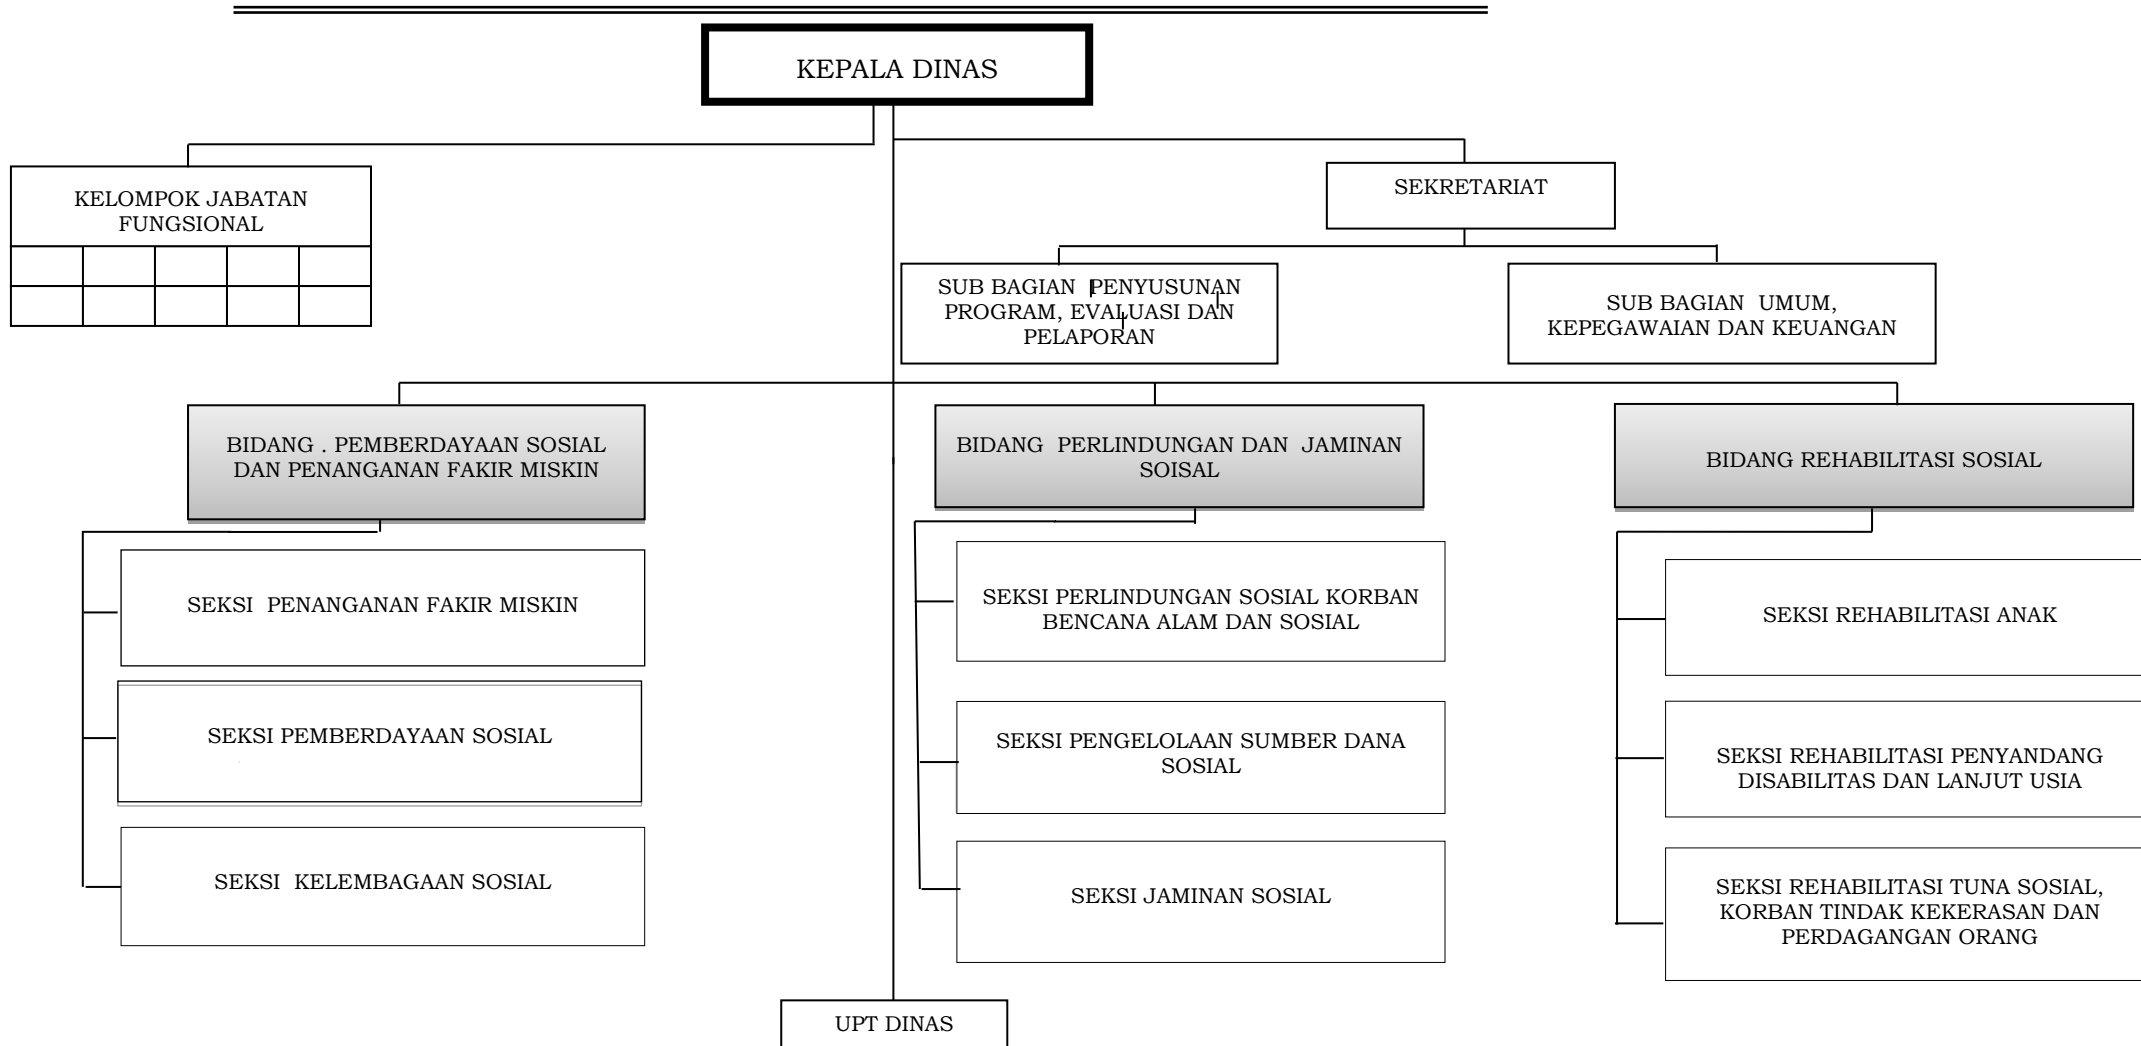 KEPALA DINAS
KELOMPOK JABATAN
FUNGSIONAL
SEKRETARIAT
SUB BAGIAN PENYUSUNAN
PROGRAM, EVALUASI DAN
PELAPORAN
SUB BAGIAN UMUM,
KEPEGAWAIAN DAN KEUANGAN
BIDANG . PEMBERDAYAAN SOSIAL
DAN PENANGANAN FAKIR MISKIN
SEKSI PENANGANAN FAKIR MISKIN
SEKSI PEMBERDAYAAN SOSIAL
SEKSI KELEMBAGAAN SOSIAL
BIDANG PERLINDUNGAN DAN JAMINAN
SOISAL
SEKSI PERLINDUNGAN SOSIAL KORBAN
BENCANA ALAM DAN SOSIAL
SEKSI PENGELOLAAN SUMBER DANA
SOSIAL
SEKSI JAMINAN SOSIAL
BIDANG REHABILITASI SOSIAL
SEKSI REHABILITASI ANAK
SEKSI REHABILITASI PENYANDANG
DISABILITAS DAN LANJUT USIA
SEKSI REHABILITASI TUNA SOSIAL,
KORBAN TINDAK KEKERASAN DAN
PERDAGANGAN ORANG
UPT DINAS